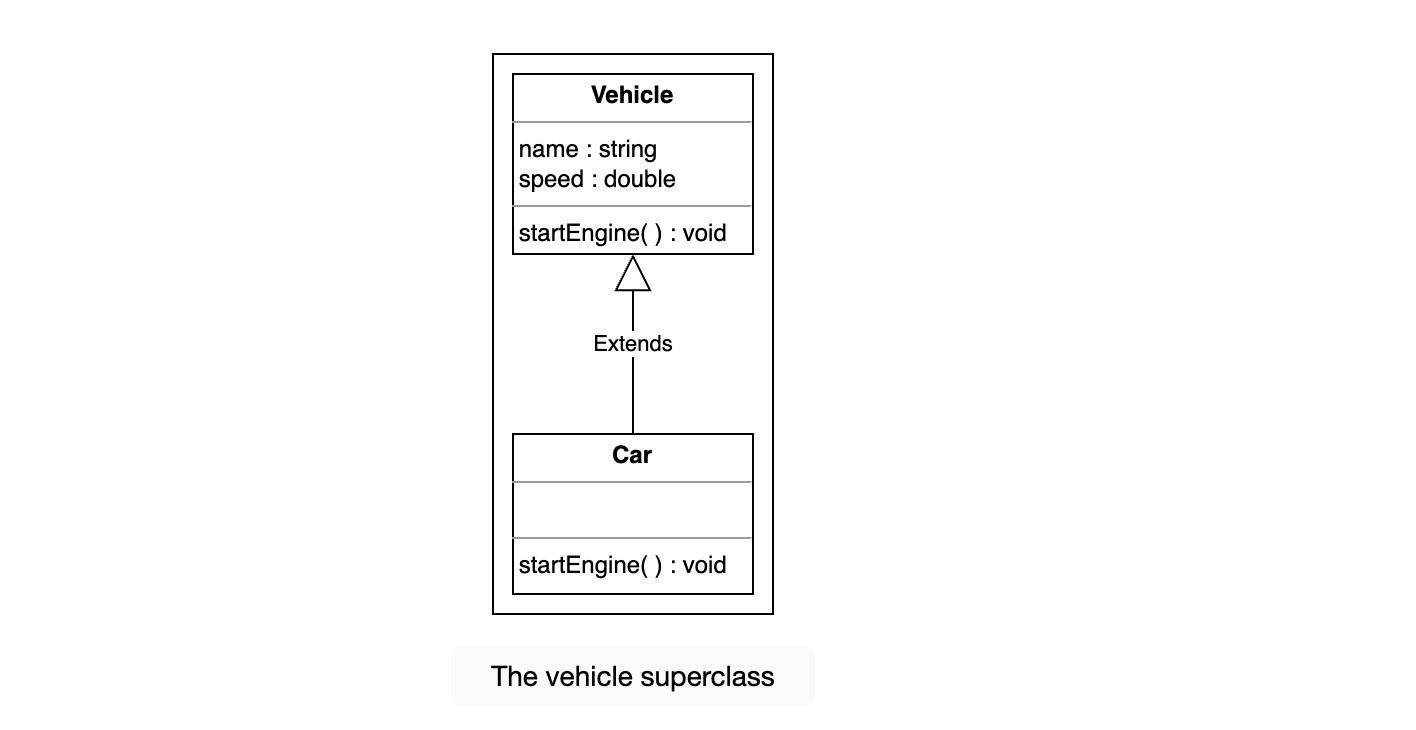 Vehicle
name : string
speed : double
startEngine( ) : void
Extends
Car
startEngine( ) : void
The vehicle superclass